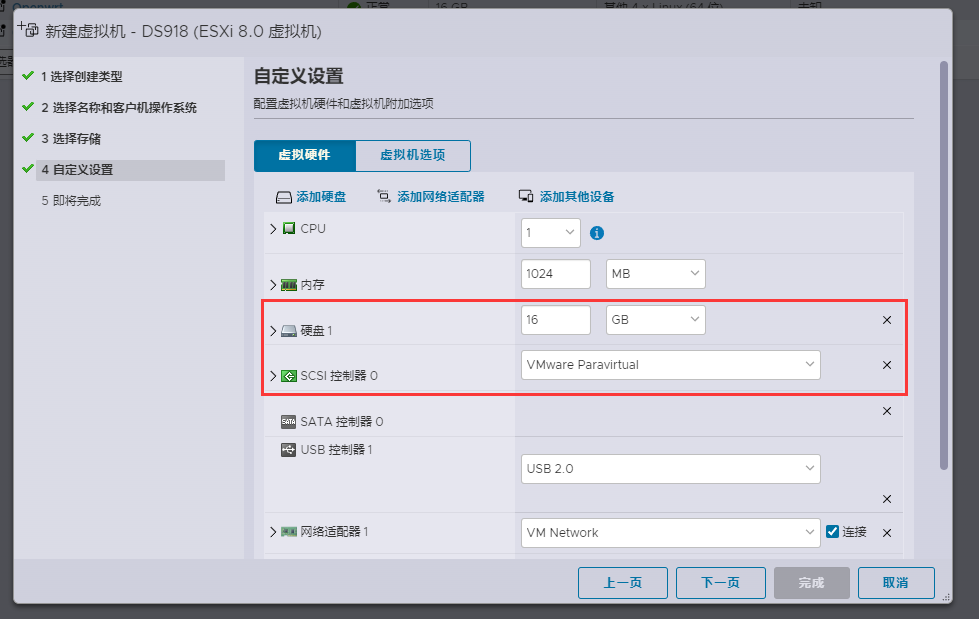 新建虚拟机 - DS918 (ESXi 8.0 虚拟机)
1 选择创建类型
2 选择名称和客户机操作系统
3 选择存储
4 自定义设置
5 即将完成
自定义设置
配置虚拟机硬件和虚拟机附加选项
虚拟硬件 虚拟机选项
添加硬盘 添加网络适配器 添加其他设备
CPU 1
内存 1024 MB
硬盘 1 16 GB
SCSI 控制器 0 VMware Paravirtual
SATA 控制器 0
USB 控制器 1
USB 2.0
网络适配器 1 VM Network 连接
上一页 下一页 完成 取消